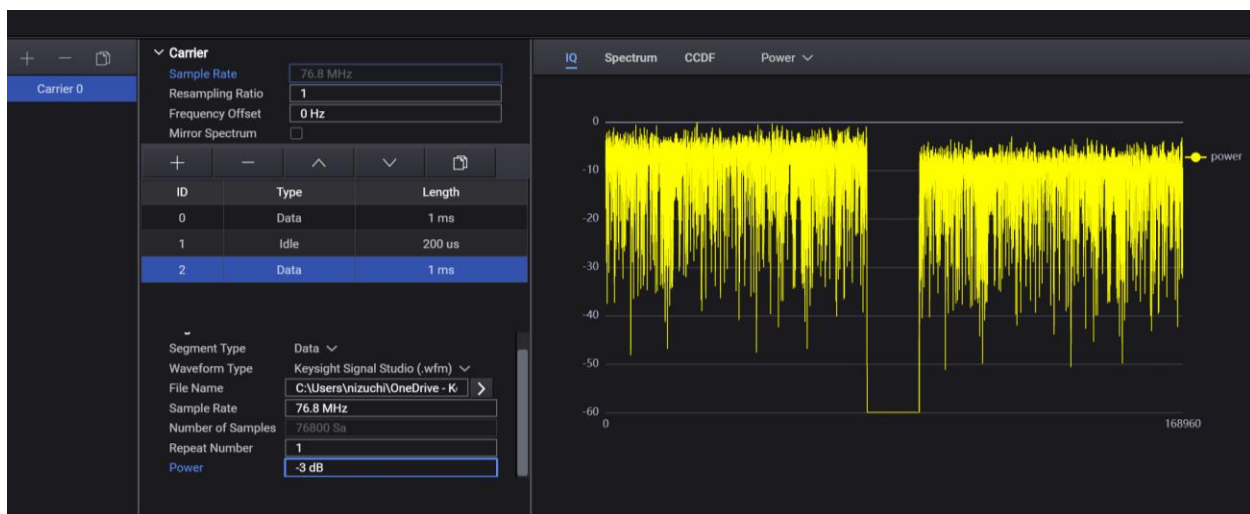 Carrier 0
Carrier
Sample Rate 76.8 MHz
Resampling Ratio 1
Frequency Offset 0 Hz
Mirror Spectrum
ID Type Length
0 Data 1 ms
1 Idle 200 us
2 Data 1 ms
Segment Type Data
Waveform Type Keysight Signal Studio (.wfm)
File Name C:\Users\nizuchi\OneDrive - K
Sample Rate 76.8 MHz
Number of Samples 76800 Sa
Repeat Number 1
Power -3 dB
IQ Spectrum CCDF Power
0
-10
-20
-30
-40
-50
-60
0 168960
power